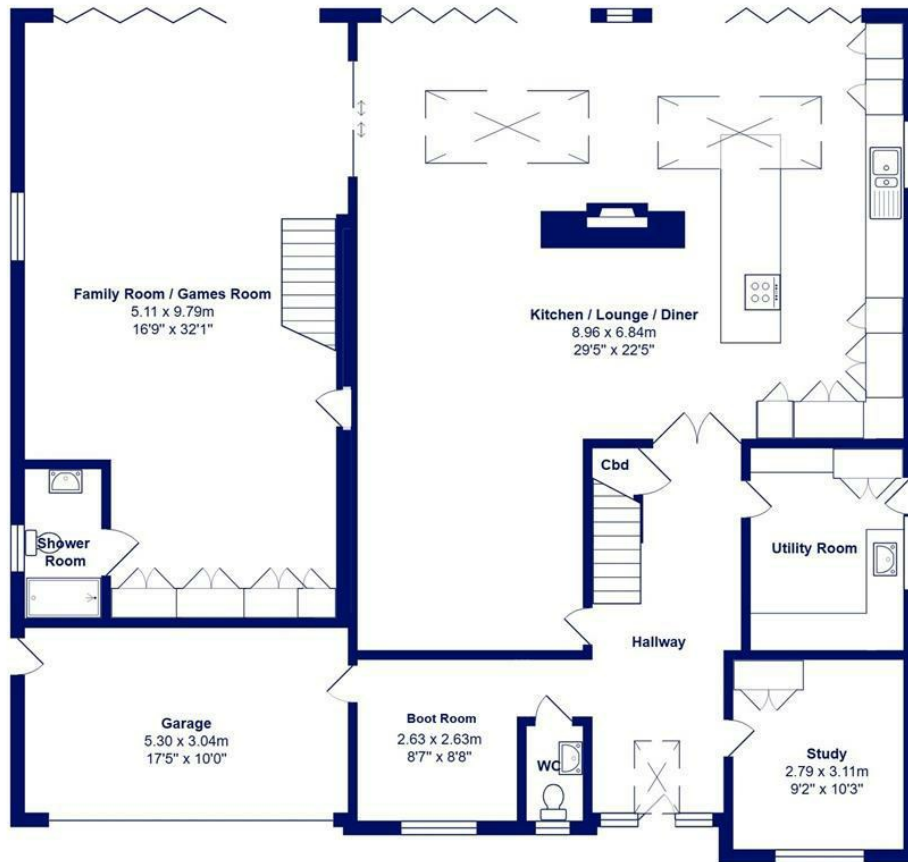 Family Room / Games Room
5.11 x 9.79m
16'9" x 32'1"
Kitchen / Lounge / Diner
8.96 x 6.84m
29'5" x 22'5"
Cbd
Shower
Room
Utility Room
Hallway
Garage
5.30 x 3.04m
17'5" x 10'0"
Boot Room
2.63 x 2.63m
8'7" x 8'8"
WC
Study
2.79 x 3.11m
9'2" x 10'3"